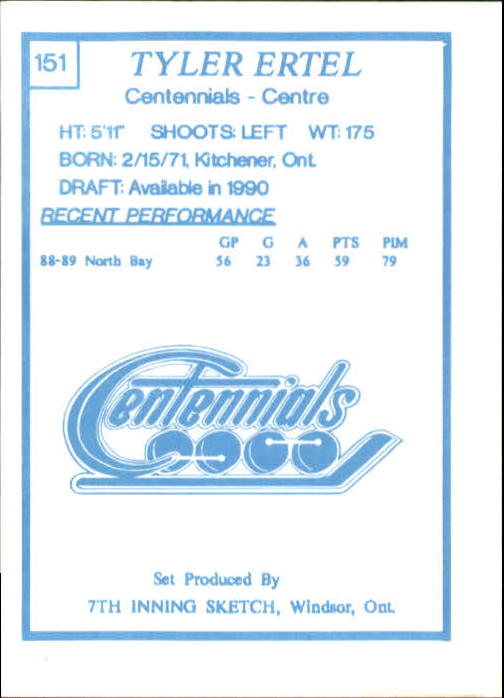 151
TYLER ERTEL
Centennials - Centre
HT: 5'11" SHOOTS: LEFT WT: 175
BORN: 2/15/71, Kitchener, Ont.
DRAFT: Available in 1990
RECENT PERFORMANCE
GP G A PTS PIM
88-89 North Bay 56 23 36 59 79
Centennials
Set Produced By
7TH INNING SKETCH, Windsor, Ont.